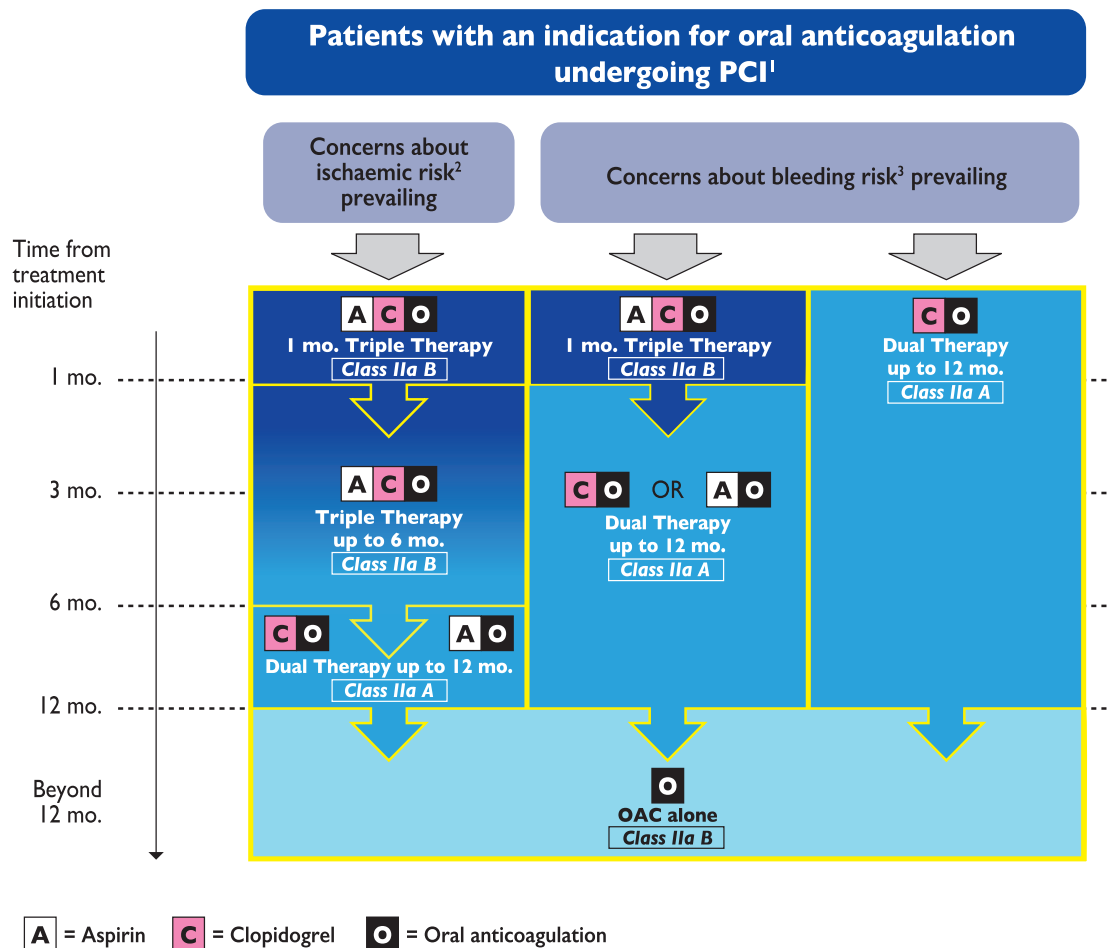 Patients with an indication for oral anticoagulation
undergoing PCI¹
Concerns about
ischaemic risk²
prevailing
Concerns about bleeding risk³ prevailing
Time from
treatment
initiation
A C O
1 mo. Triple Therapy
Class IIa B
A C O
1 mo. Triple Therapy
Class IIa B
C O
Dual Therapy
up to 12 mo.
Class IIa A
1 mo.
3 mo.
A C O
Triple Therapy
up to 6 mo.
Class IIa B
C O OR A O
Dual Therapy
up to 12 mo.
Class IIa A
6 mo.
C O A O
Dual Therapy up to 12 mo.
Class IIa A
12 mo.
Beyond
12 mo.
O
OAC alone
Class IIa B
A = Aspirin C = Clopidogrel O = Oral anticoagulation